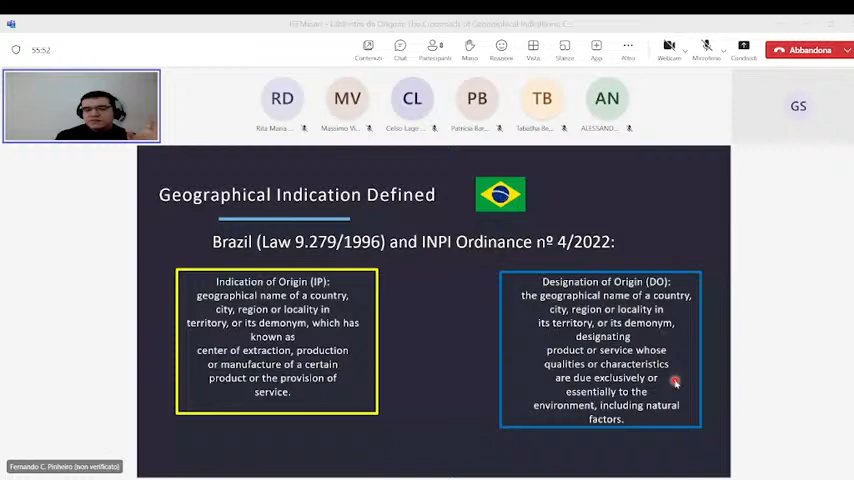 55:52
Contenuti
Chat
Partecipanti
Mano
Reazioni
Vista
Stanze
App
Altro
Webcam
Microfono
Condividi
Abbandona
RD
MV
CL
PB
TB
AN
GS
Rita Maria ...
Massimo Vi...
Celso Lage ...
Patricia Bar...
Tabatha Be...
ALESSAND...
Geographical Indication Defined
Brazil (Law 9.279/1996) and INPI Ordinance nº 4/2022:
Indication of Origin (IP):
geographical name of a country,
city, region or locality in
territory, or its demonym, which has
known as
center of extraction, production
or manufacture of a certain
product or the provision of
service.
Designation of Origin (DO):
the geographical name of a country,
city, region or locality in
its territory, or its demonym,
designating
product or service whose
qualities or characteristics
are due exclusively or
essentially to the
environment, including natural
factors.
Fernando C. Pinheiro (non verificato)